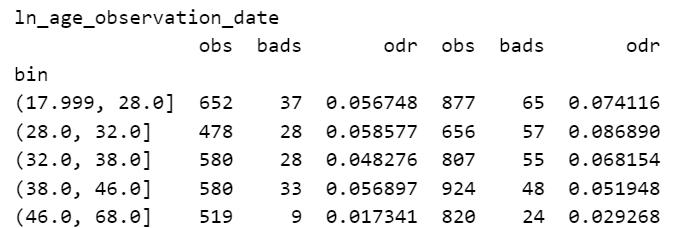 ln_age_observation_date
obs bads odr obs bads odr
bin
(17.999, 28.0] 652 37 0.056748 877 65 0.074116
(28.0, 32.0] 478 28 0.058577 656 57 0.086890
(32.0, 38.0] 580 28 0.048276 807 55 0.068154
(38.0, 46.0] 580 33 0.056897 924 48 0.051948
(46.0, 68.0] 519 9 0.017341 820 24 0.029268